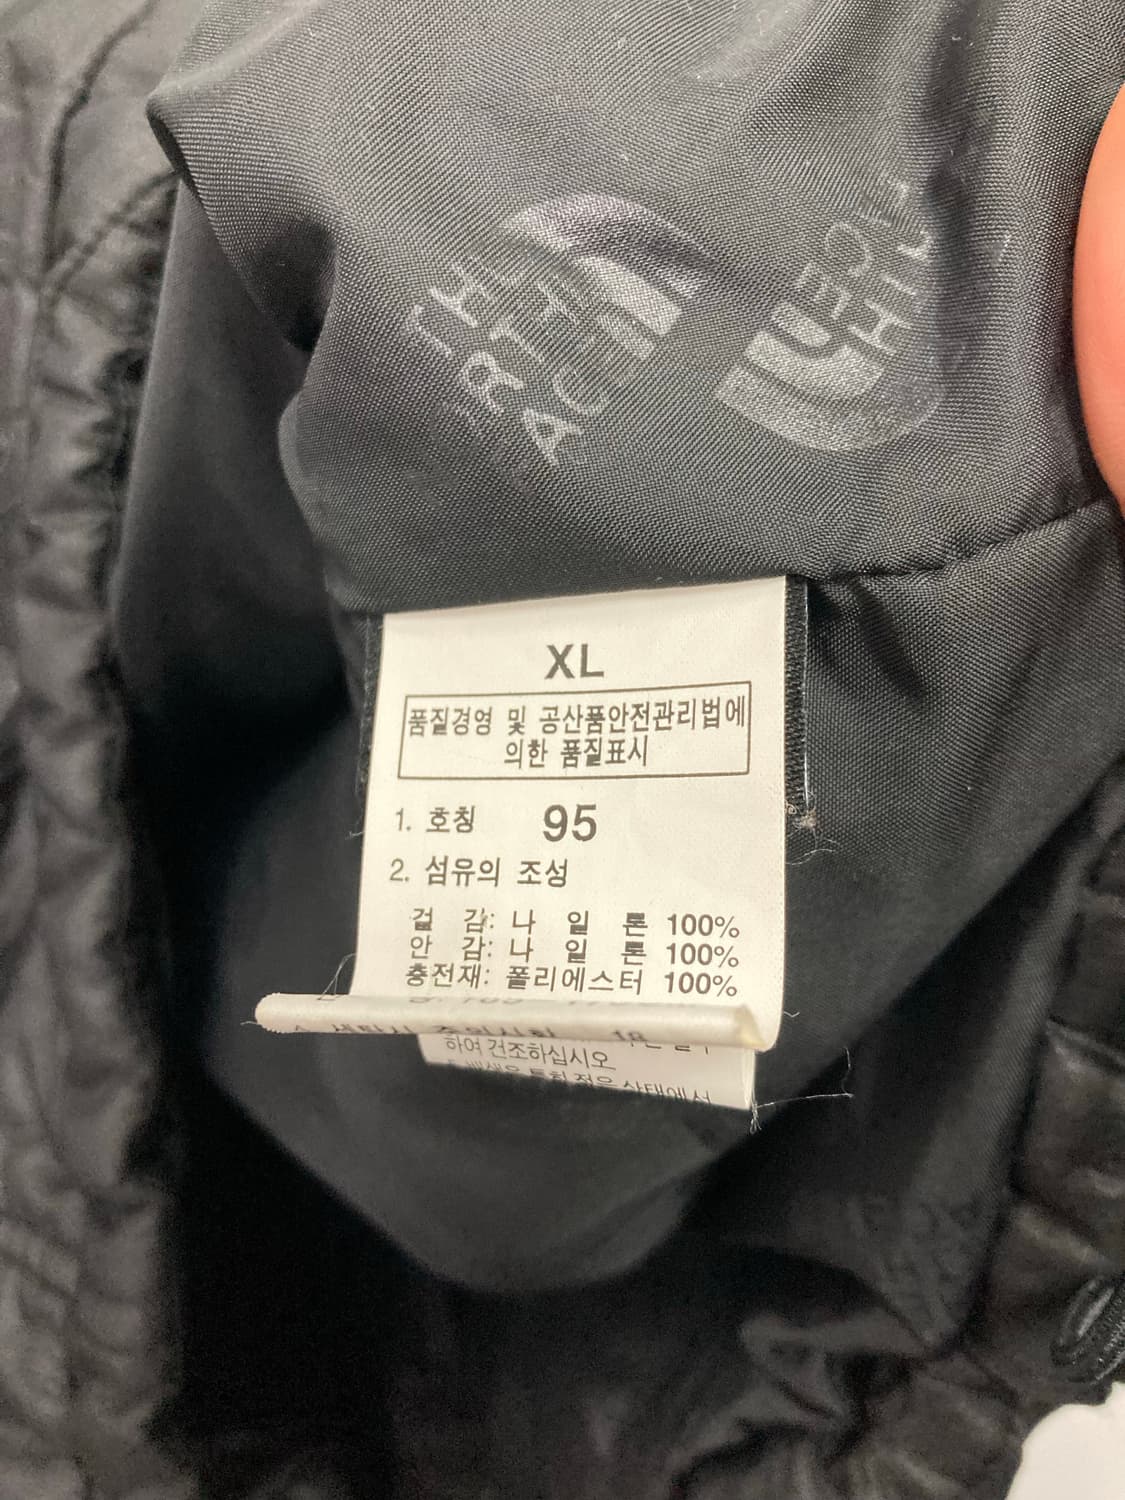 XL
품질경영 및 공산품안전관리법에
의한 품질표시
1. 호칭 95
2. 섬유의 조성
겉 감: 나 일 론 100%
안 감: 나 일 론 100%
충전재: 폴리에스터 100%
하여 건조하십시오